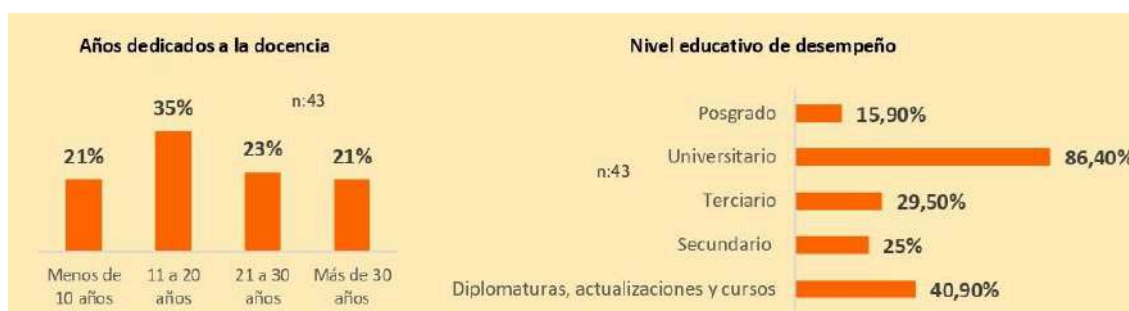 Años dedicados a la docencia
n:43
21%
35%
23%
21%
Menos de
10 años
11 a 20
años
21 a 30
años
Más de 30
años
Nivel educativo de desempeño
n:43
Posgrado 15,90%
Universitario 86,40%
Terciario 29,50%
Secundario 25%
Diplomaturas, actualizaciones y cursos 40,90%